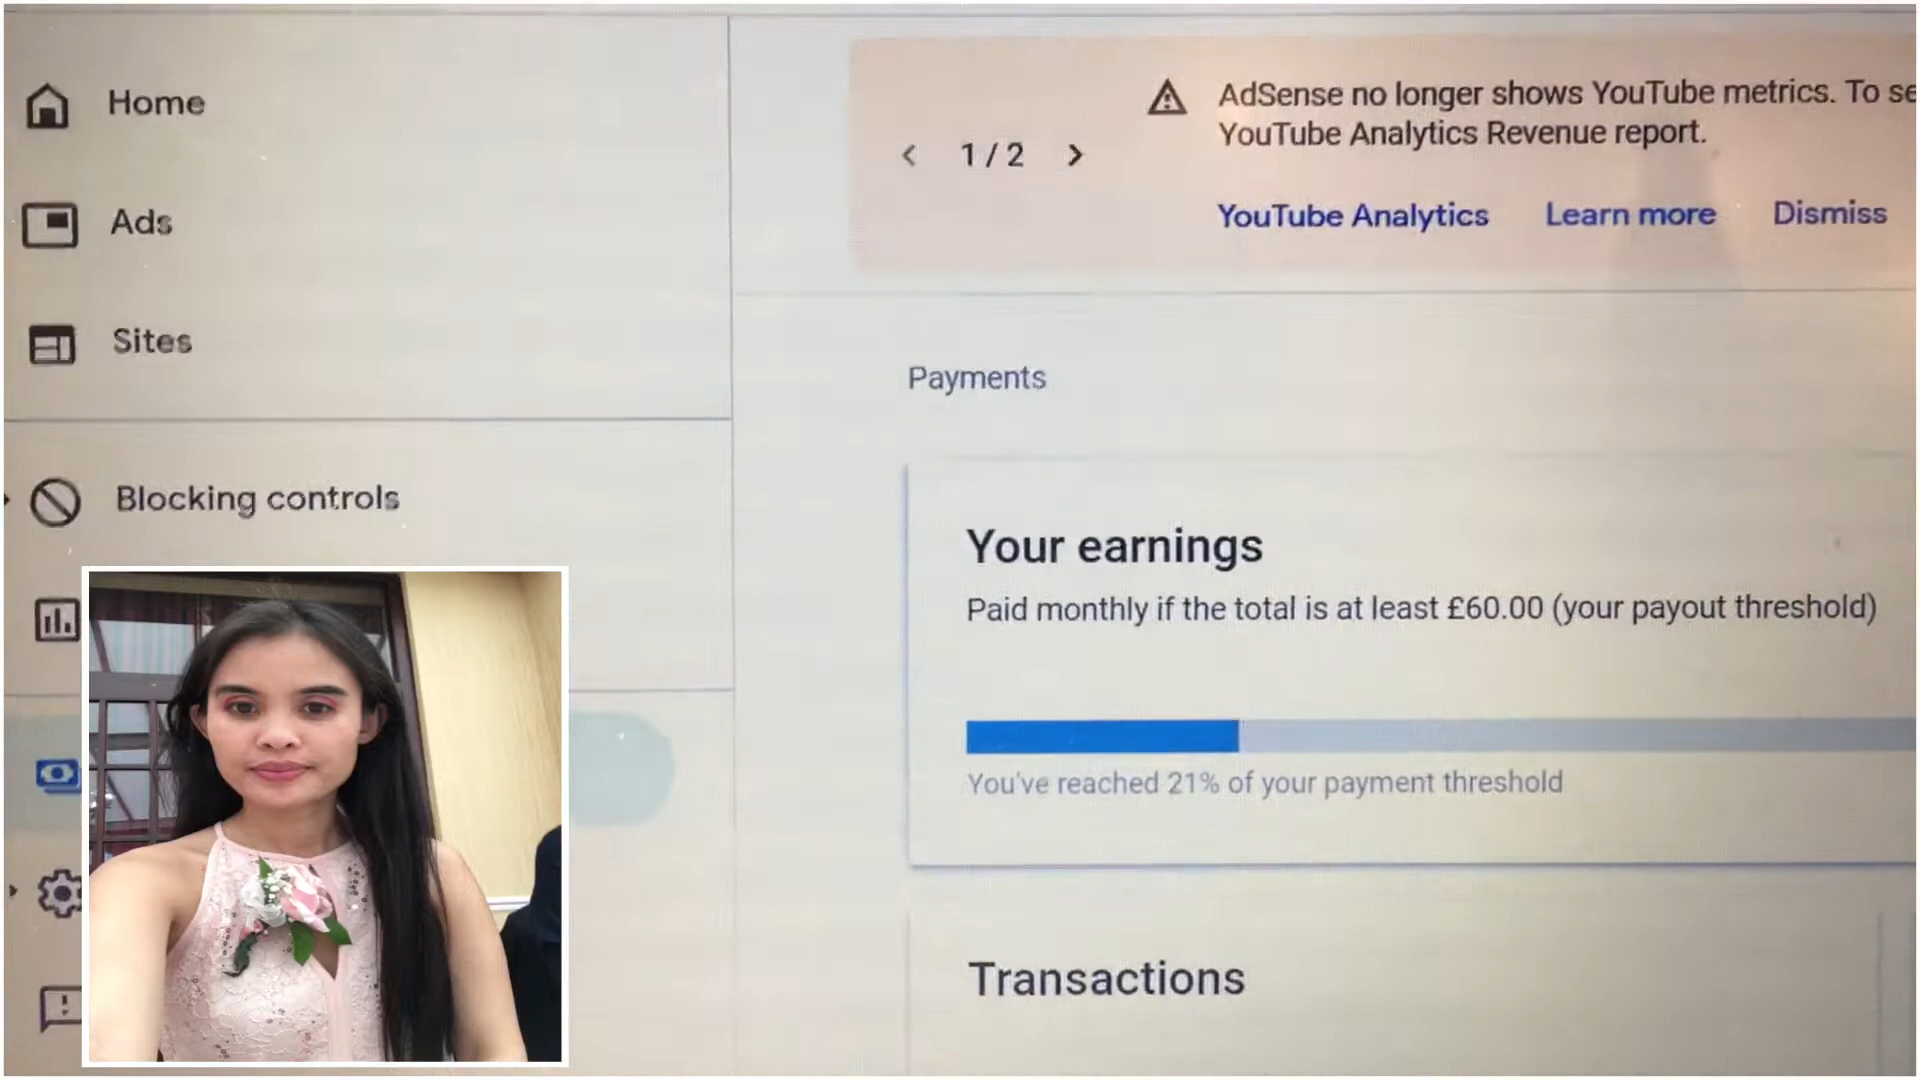 Home
Ads
Sites
Blocking controls
< 1 / 2 >
AdSense no longer shows YouTube metrics. To se
YouTube Analytics Revenue report.
YouTube Analytics Learn more Dismiss
Payments
Your earnings
Paid monthly if the total is at least £60.00 (your payout threshold)
You've reached 21% of your payment threshold
Transactions